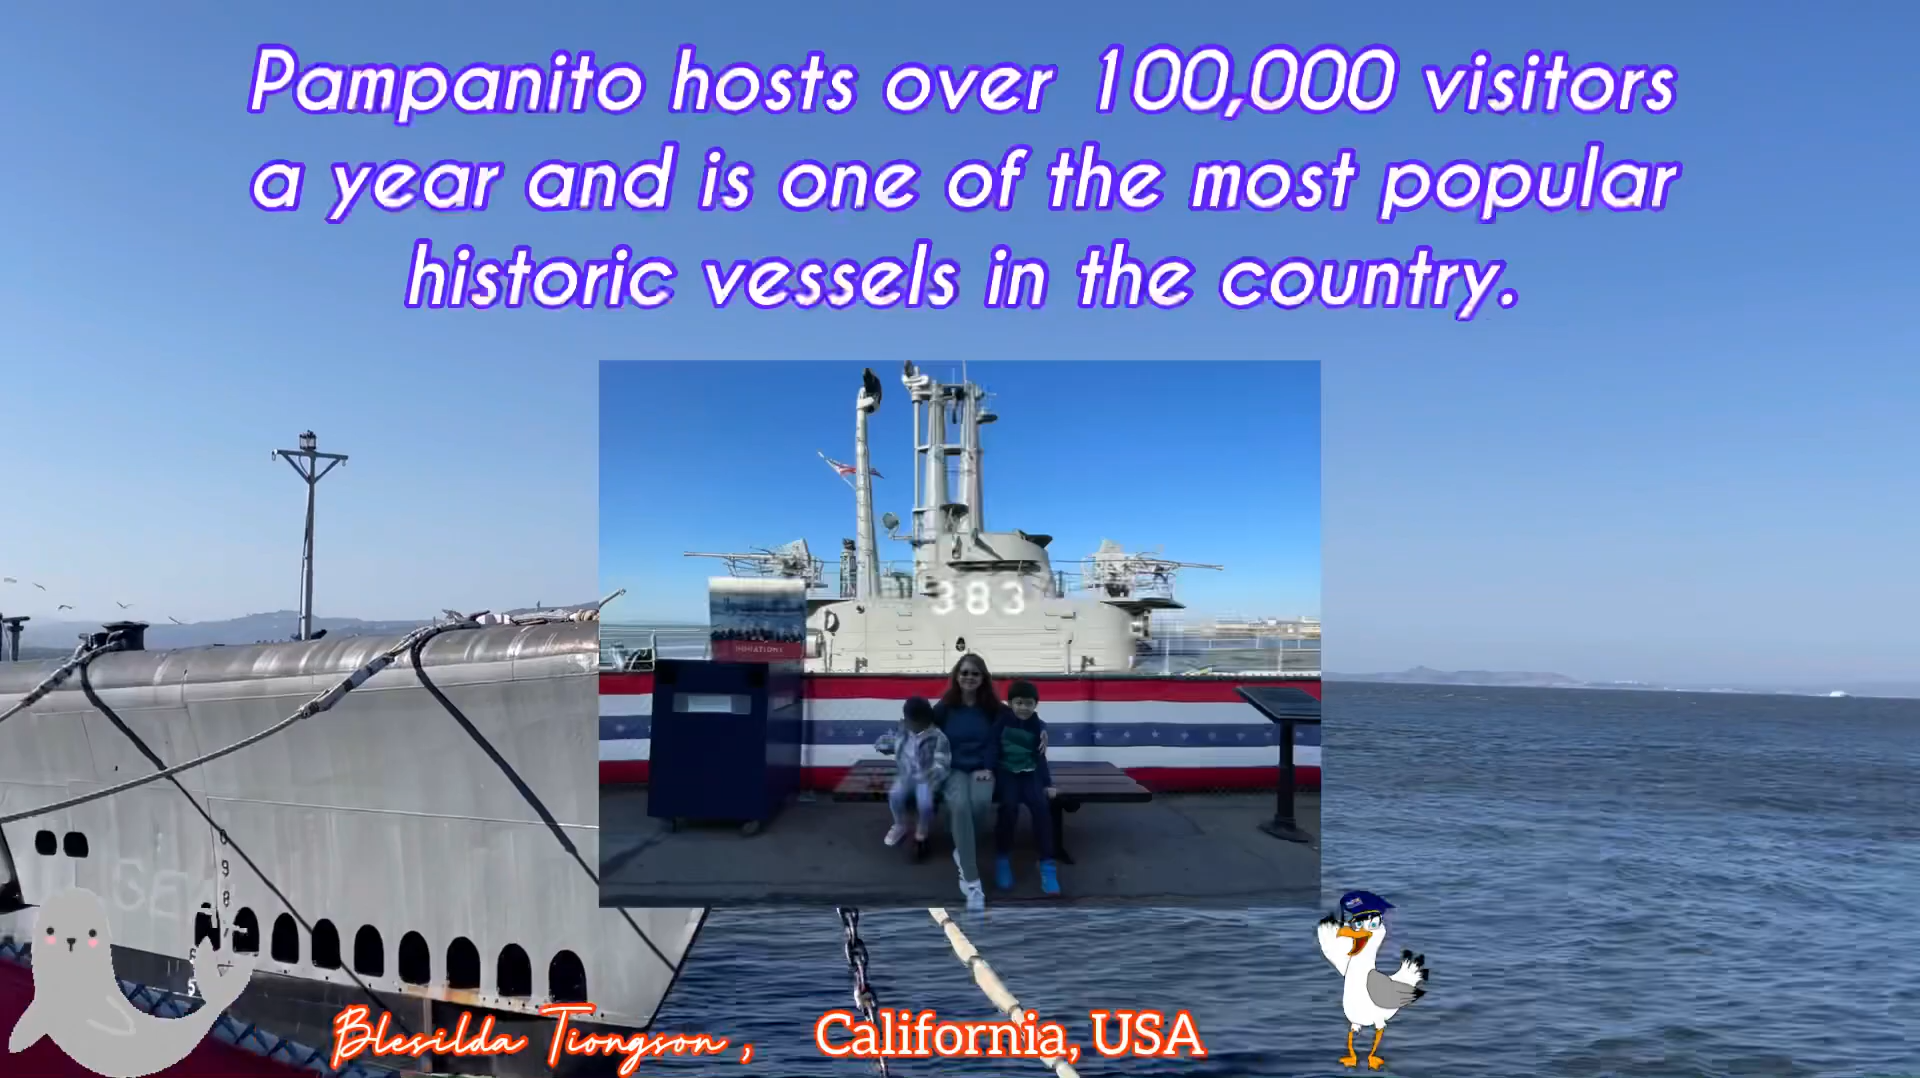 Pampanito hosts over 100,000 visitors
a year and is one of the most popular
historic vessels in the country.
383
Blesilda Tiongson , California, USA